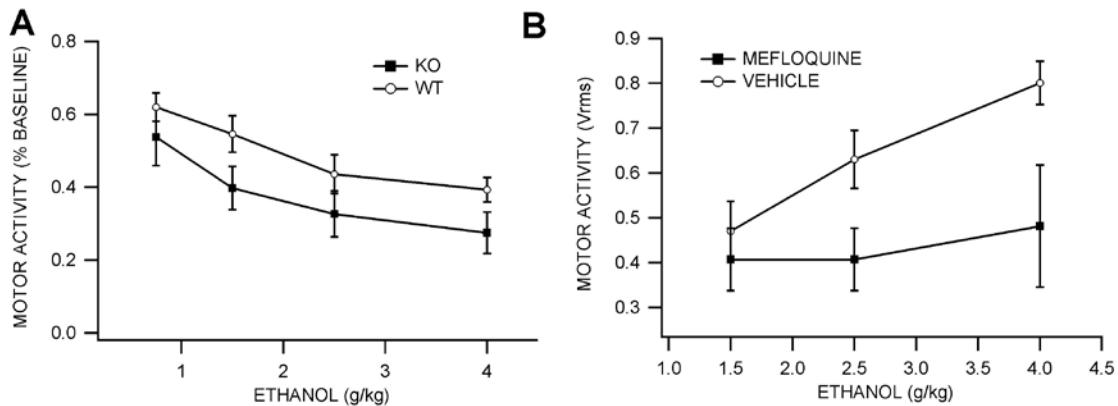 A
MOTOR ACTIVITY (% BASELINE)
0.8
0.6
0.4
0.2
0.0
KO
WT
1
2
3
4
ETHANOL (g/kg)
B
MOTOR ACTIVITY (Vrms)
0.9
0.8
0.7
0.6
0.5
0.4
0.3
MEFLOQUINE
VEHICLE
1.0
1.5
2.0
2.5
3.0
3.5
4.0
4.5
ETHANOL (g/kg)